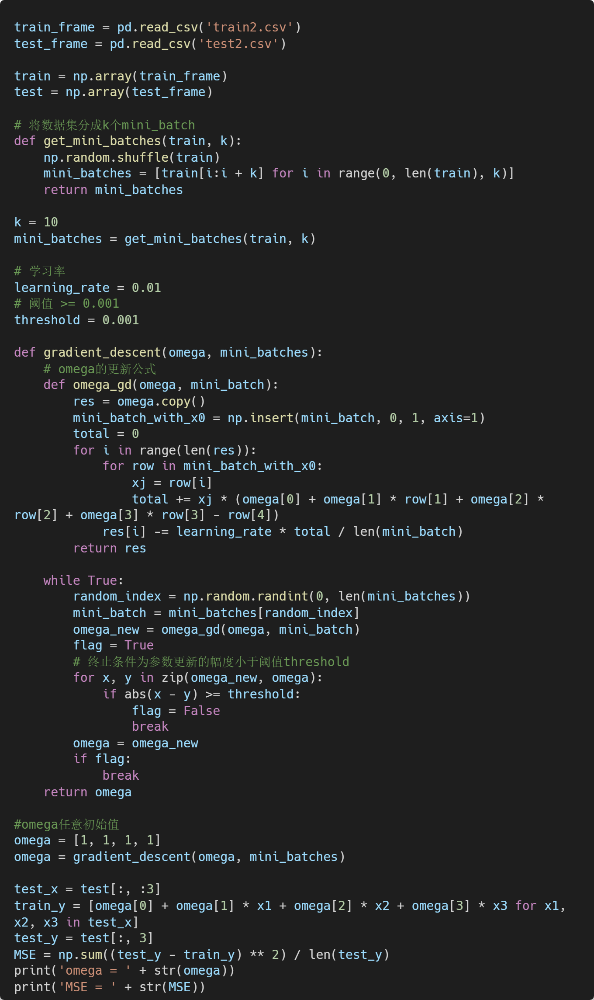 train_frame = pd.read_csv('train2.csv')
test_frame = pd.read_csv('test2.csv')

train = np.array(train_frame)
test = np.array(test_frame)

# 将数据集分成k个mini_batch
def get_mini_batches(train, k):
    np.random.shuffle(train)
    mini_batches = [train[i:i + k] for i in range(0, len(train), k)]
    return mini_batches

k = 10
mini_batches = get_mini_batches(train, k)

# 学习率
learning_rate = 0.01
# 阈值 >= 0.001
threshold = 0.001

def gradient_descent(omega, mini_batches):
    # omega的更新公式
    def omega_gd(omega, mini_batch):
        res = omega.copy()
        mini_batch_with_x0 = np.insert(mini_batch, 0, 1, axis=1)
        total = 0
        for i in range(len(res)):
            for row in mini_batch_with_x0:
                xj = row[i]
                total += xj * (omega[0] + omega[1] * row[1] + omega[2] *
row[2] + omega[3] * row[3] - row[4])
            res[i] -= learning_rate * total / len(mini_batch)
        return res

    while True:
        random_index = np.random.randint(0, len(mini_batches))
        mini_batch = mini_batches[random_index]
        omega_new = omega_gd(omega, mini_batch)
        flag = True
        # 终止条件为参数更新的幅度小于阈值threshold
        for x, y in zip(omega_new, omega):
            if abs(x - y) >= threshold:
                flag = False
                break
        omega = omega_new
        if flag:
            break
    return omega

#omega任意初始值
omega = [1, 1, 1, 1]
omega = gradient_descent(omega, mini_batches)

test_x = test[:, :3]
train_y = [omega[0] + omega[1] * x1 + omega[2] * x2 + omega[3] * x3 for x1,
x2, x3 in test_x]
test_y = test[:, 3]
MSE = np.sum((test_y - train_y) ** 2) / len(test_y)
print('omega = ' + str(omega))
print('MSE = ' + str(MSE))